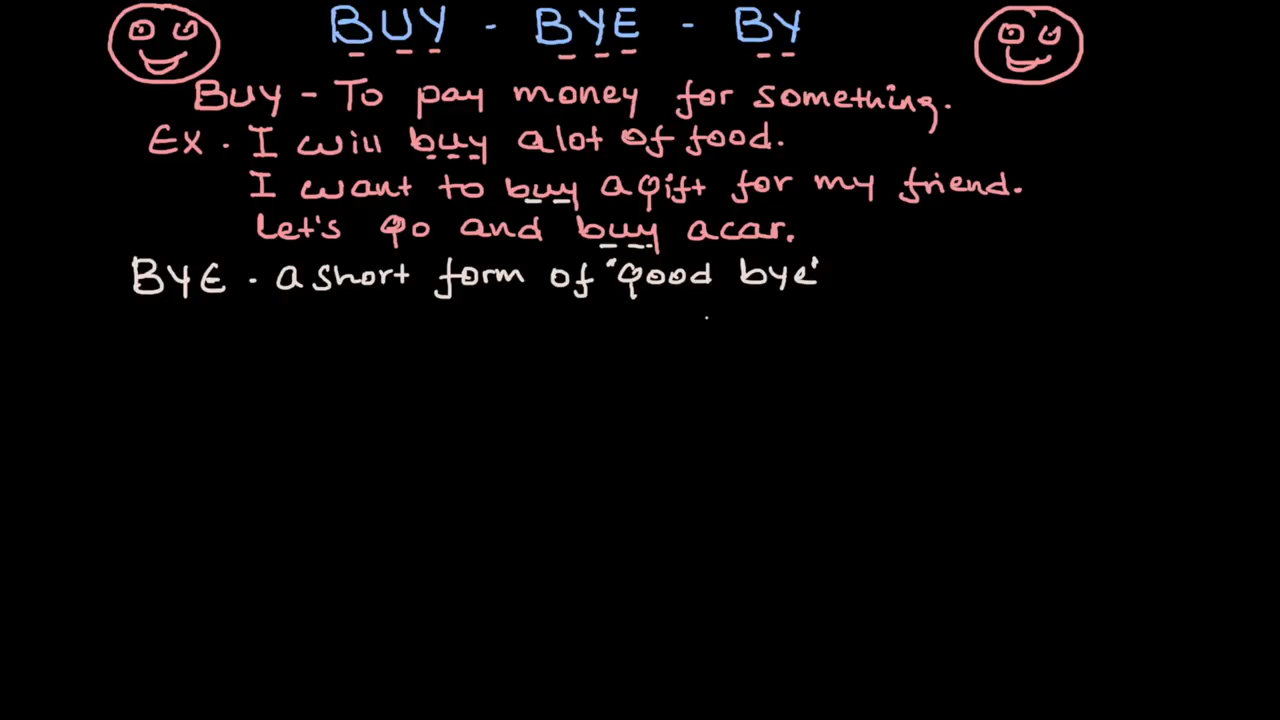 BUY - BYE - BY
BUY - To pay money for something.
Ex. I will buy alot of food.
I want to buy a gift for my friend.
Let's go and buy a car.
BYE - a short form of "good bye"